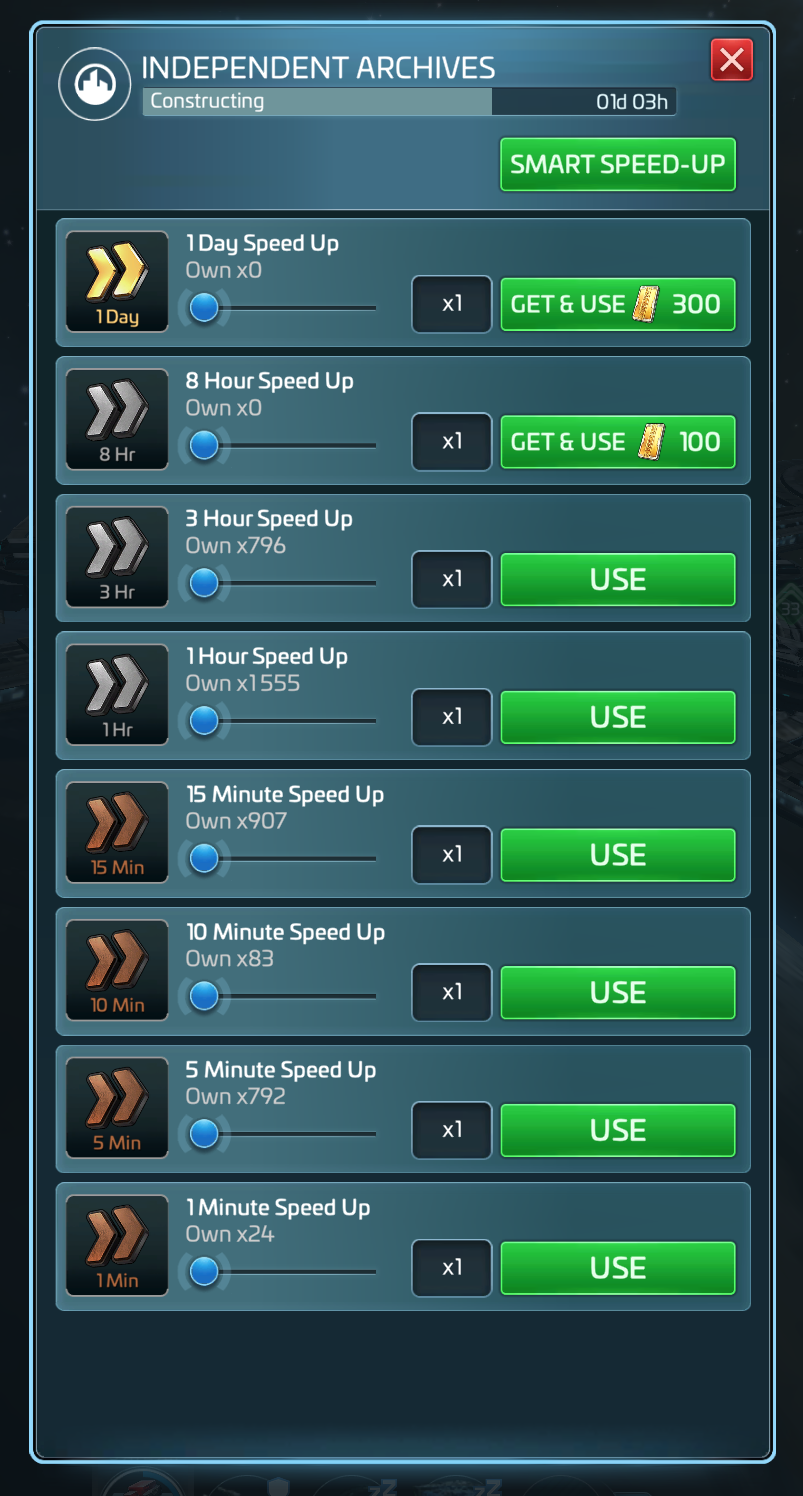 INDEPENDENT ARCHIVES
Constructing 01d 03h
SMART SPEED-UP
1 Day Speed Up
Own x0
1 Day
x1
GET & USE 300
8 Hour Speed Up
Own x0
8 Hr
x1
GET & USE 100
3 Hour Speed Up
Own x796
3 Hr
x1
USE
1 Hour Speed Up
Own x1555
1 Hr
x1
USE
15 Minute Speed Up
Own x907
15 Min
x1
USE
10 Minute Speed Up
Own x83
10 Min
x1
USE
5 Minute Speed Up
Own x792
5 Min
x1
USE
1 Minute Speed Up
Own x24
1 Min
x1
USE
33